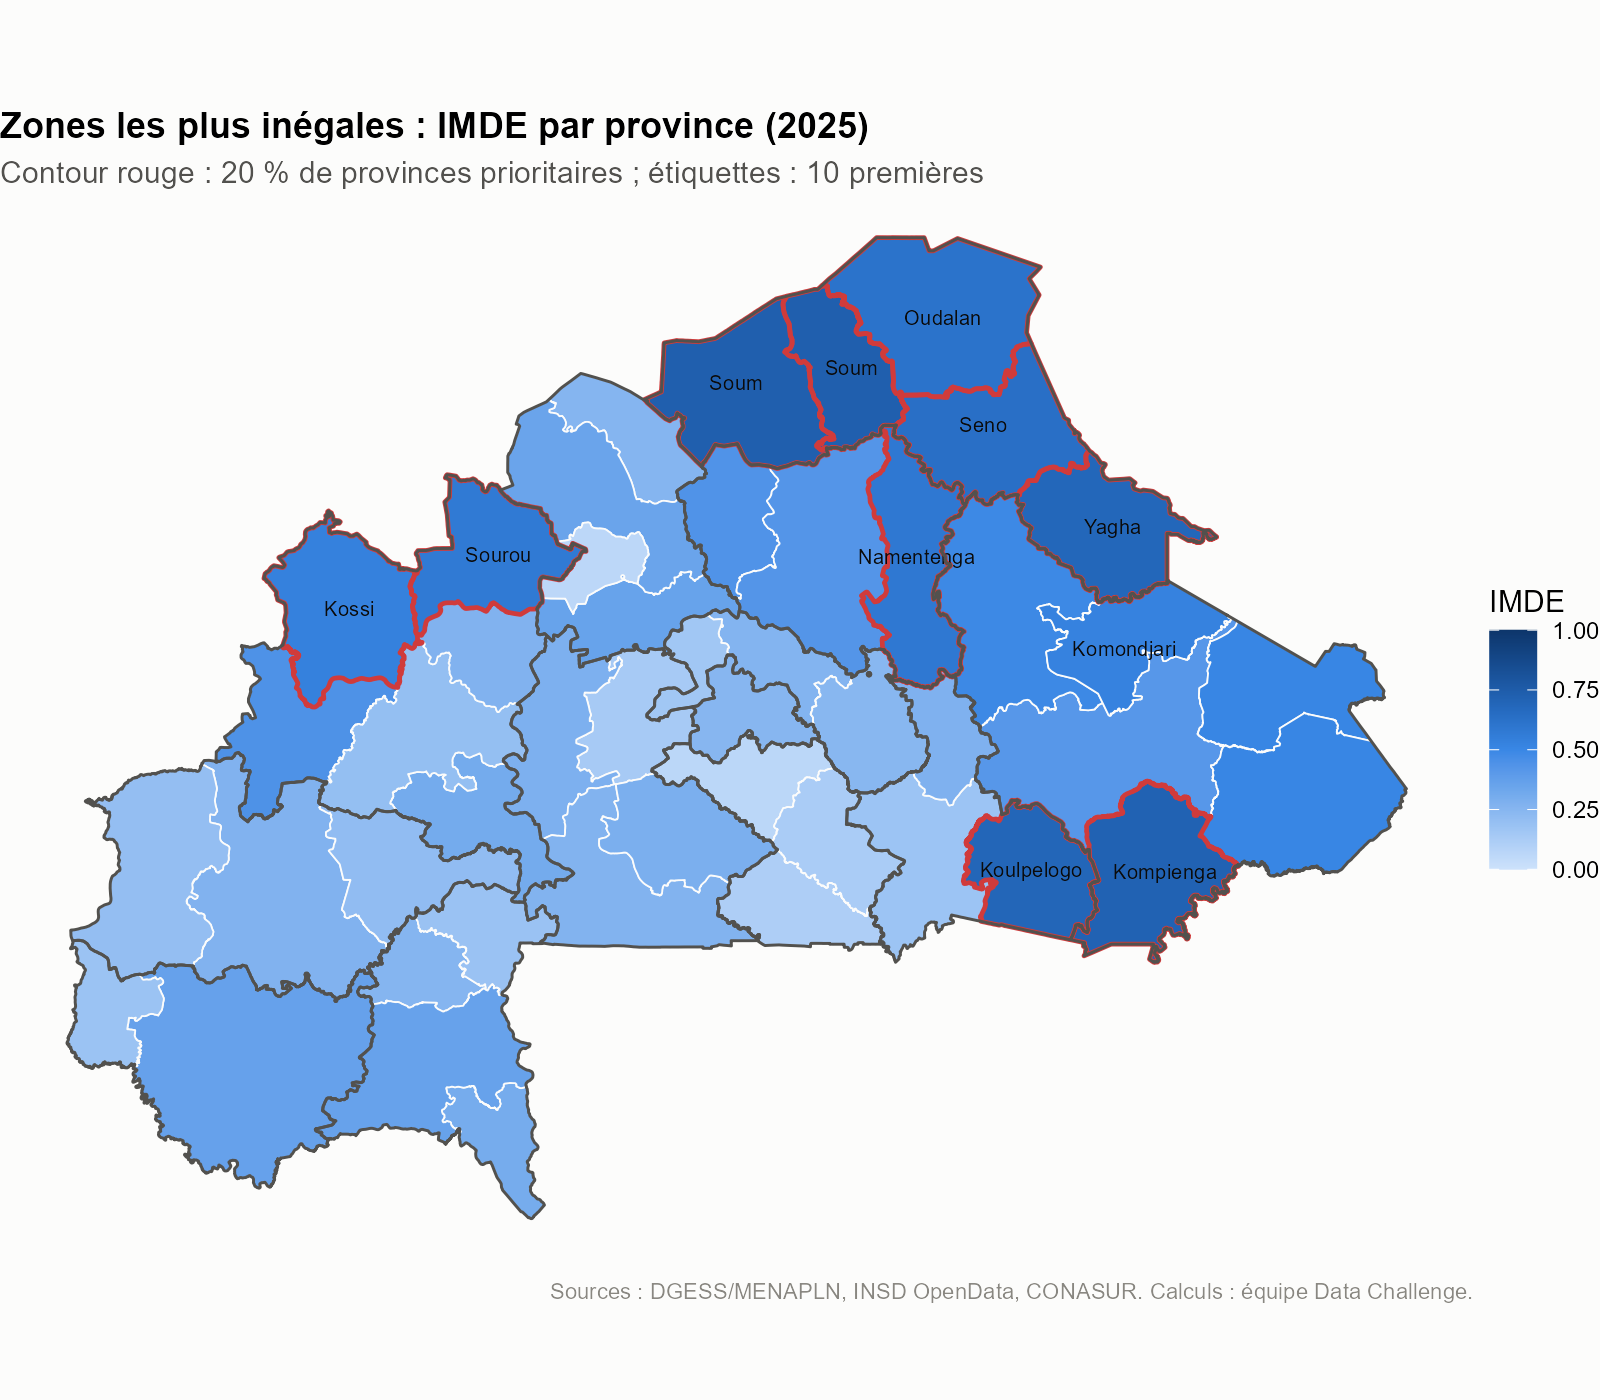 Zones les plus inégales : IMDE par province (2025)
Contour rouge : 20 % de provinces prioritaires ; étiquettes : 10 premières
Oudalan
Soum
Soum
Seno
Yagha
Sourou
Namentenga
Kossi
Komondjari
Koulpelogo
Kompienga
IMDE
1.00
0.75
0.50
0.25
0.00
Sources : DGESS/MENAPLN, INSD OpenData, CONASUR. Calculs : équipe Data Challenge.